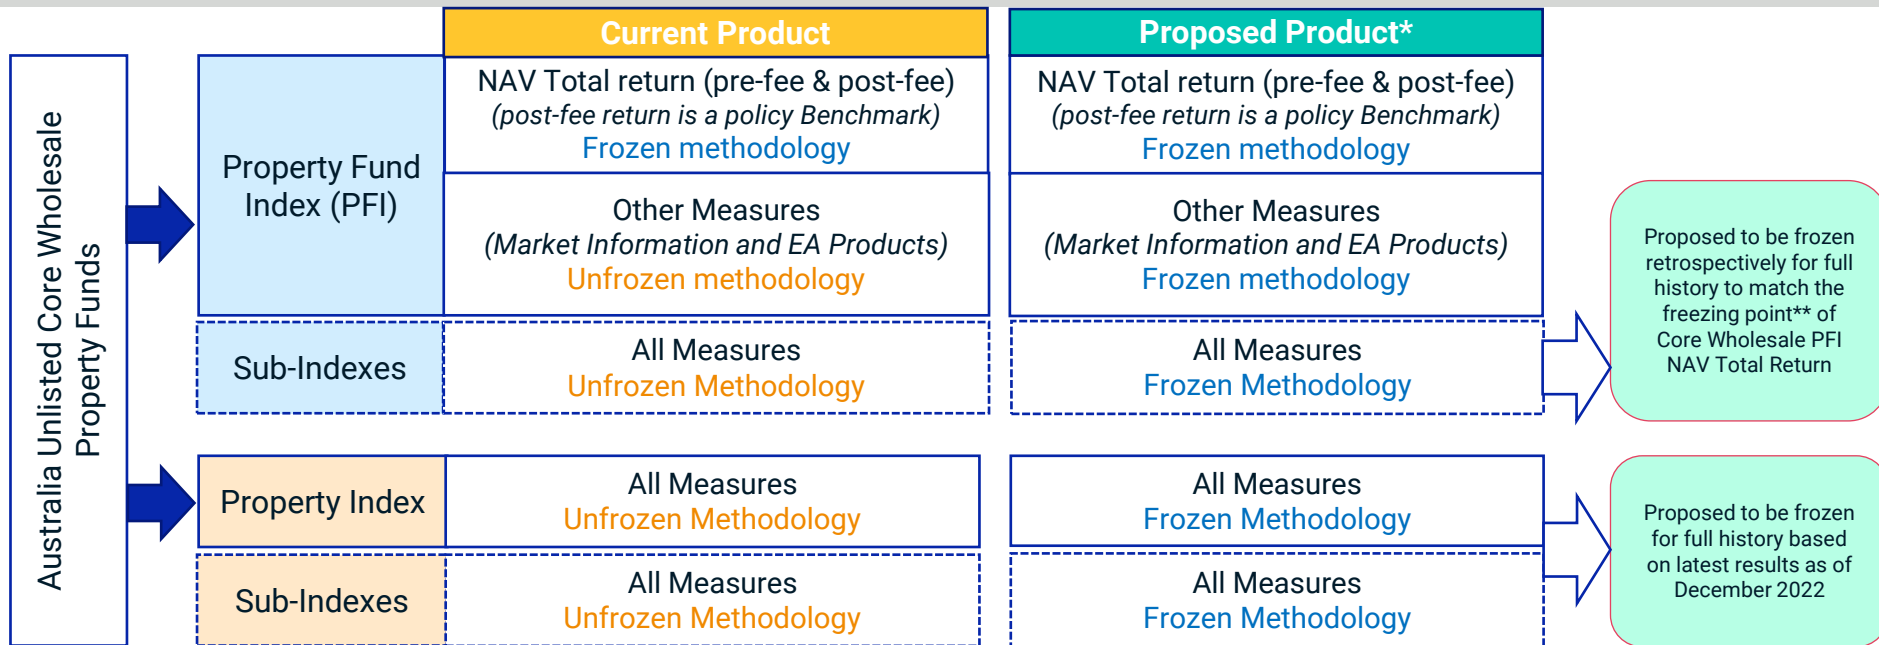 Current Product
Proposed Product*
Australia Unlisted Core Wholesale
Property Funds
Property Fund
Index (PFI)
NAV Total return (pre-fee & post-fee)
(post-fee return is a policy Benchmark)
Frozen methodology
NAV Total return (pre-fee & post-fee)
(post-fee return is a policy Benchmark)
Frozen methodology
Other Measures
(Market Information and EA Products)
Unfrozen methodology
Other Measures
(Market Information and EA Products)
Frozen methodology
Sub-Indexes
All Measures
Unfrozen Methodology
All Measures
Frozen Methodology
Proposed to be frozen
retrospectively for full
history to match the
freezing point** of
Core Wholesale PFI
NAV Total Return
Property Index
All Measures
Unfrozen Methodology
All Measures
Frozen Methodology
Sub-Indexes
All Measures
Unfrozen Methodology
All Measures
Frozen Methodology
Proposed to be frozen
for full history based
on latest results as of
December 2022